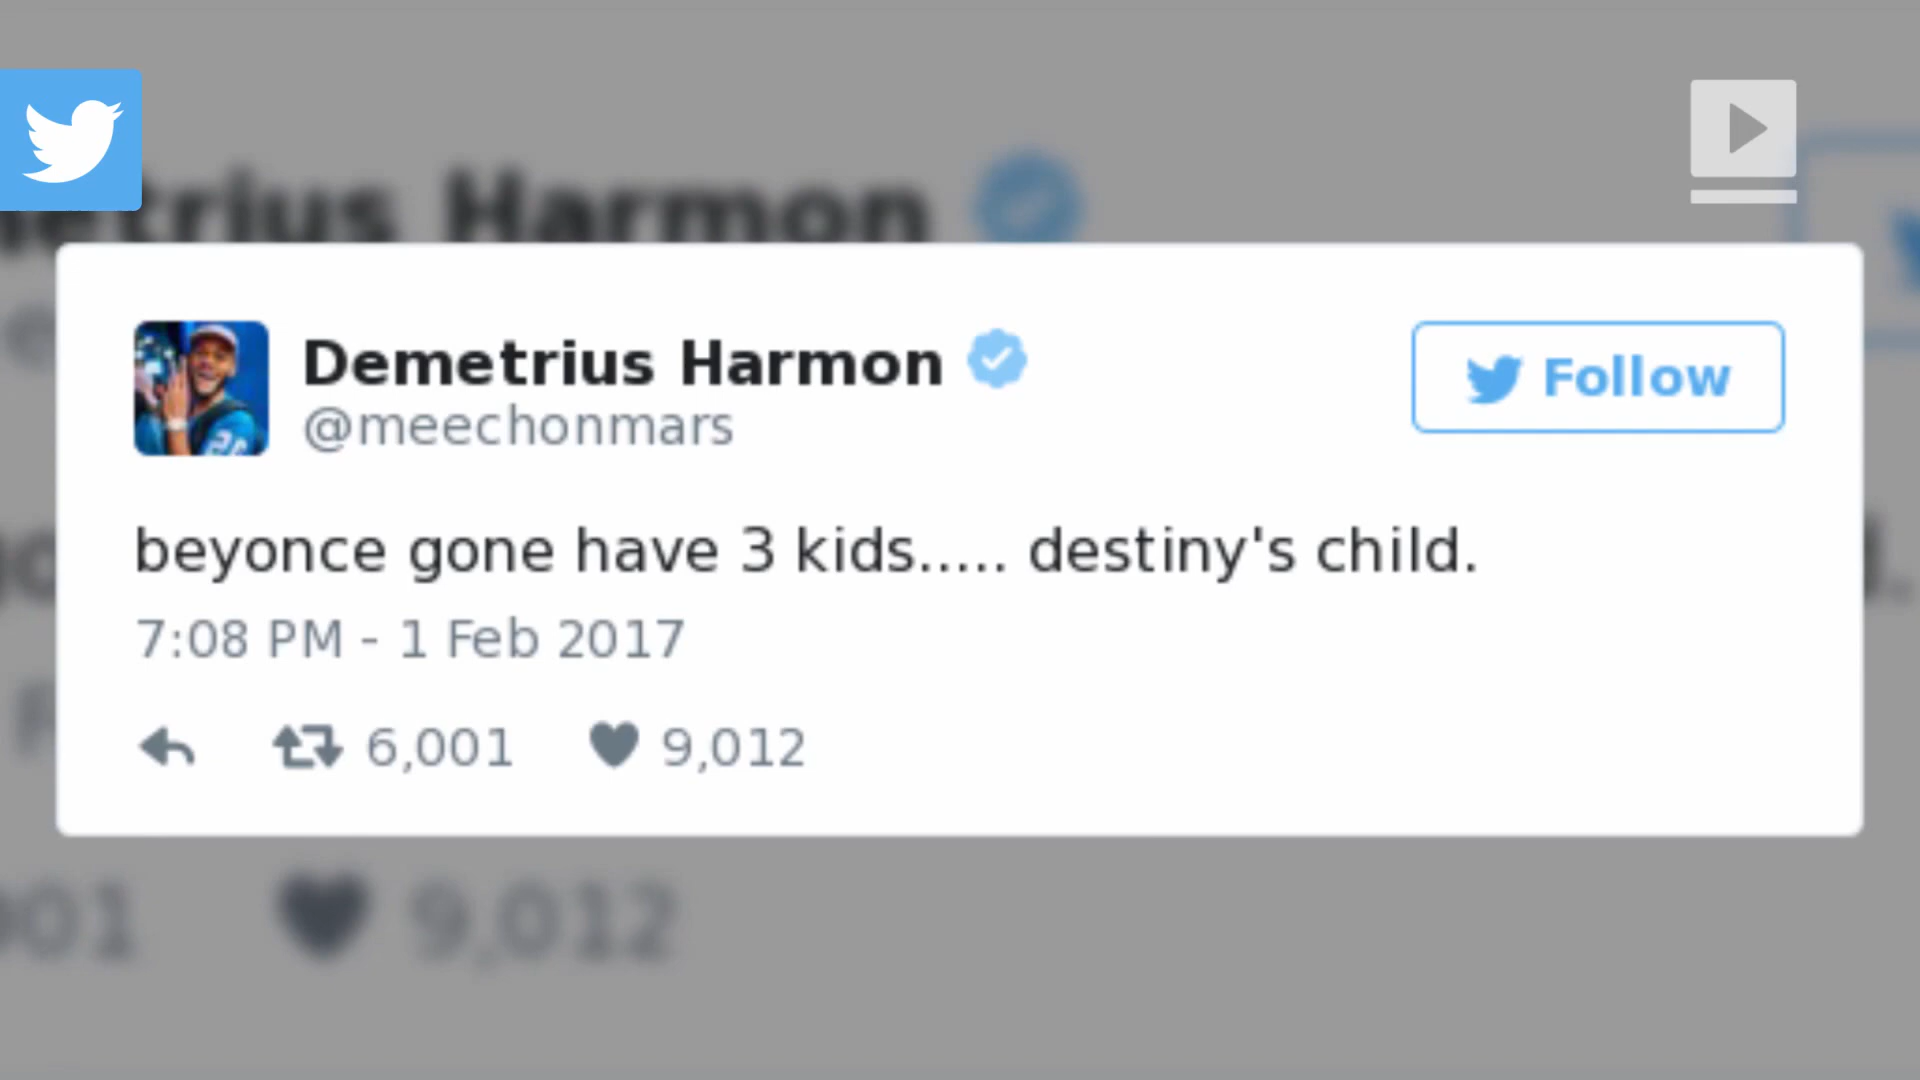 Demetrius Harmon
Follow
@meechonmars
beyonce gone have 3 kids..... destiny's child.
7:08 PM - 1 Feb 2017
6,001 9,012